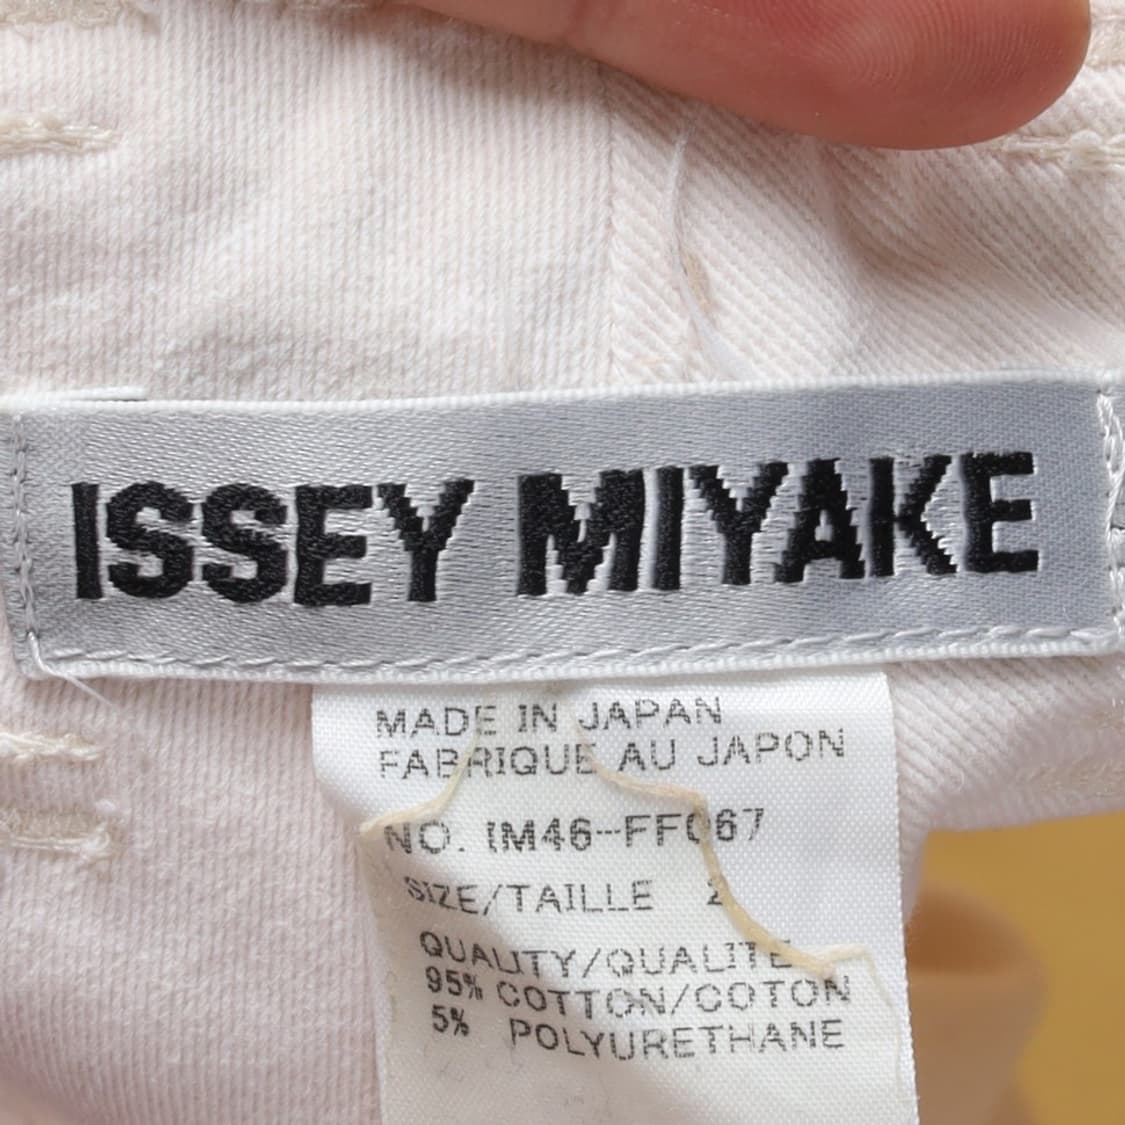 ISSEY MIYAKE
MADE IN JAPAN
FABRIQUE AU JAPON
NO. IM46-FF067
SIZE/TAILLE 2
QUALITY/QUALITE
95% COTTON/COTON
5% POLYURETHANE